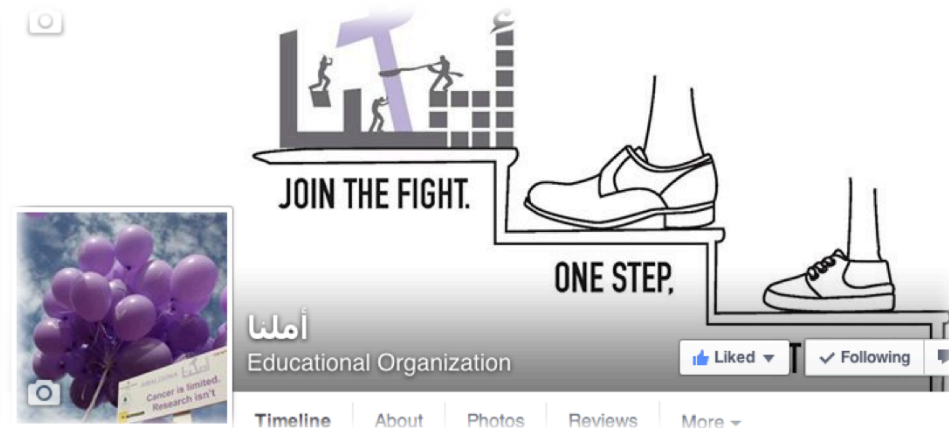 JOIN THE FIGHT.
ONE STEP,
أملنا
Educational Organization
Liked
Following
Cancer is limited.
Research isn't
Timeline
About
Photos
Reviews
More